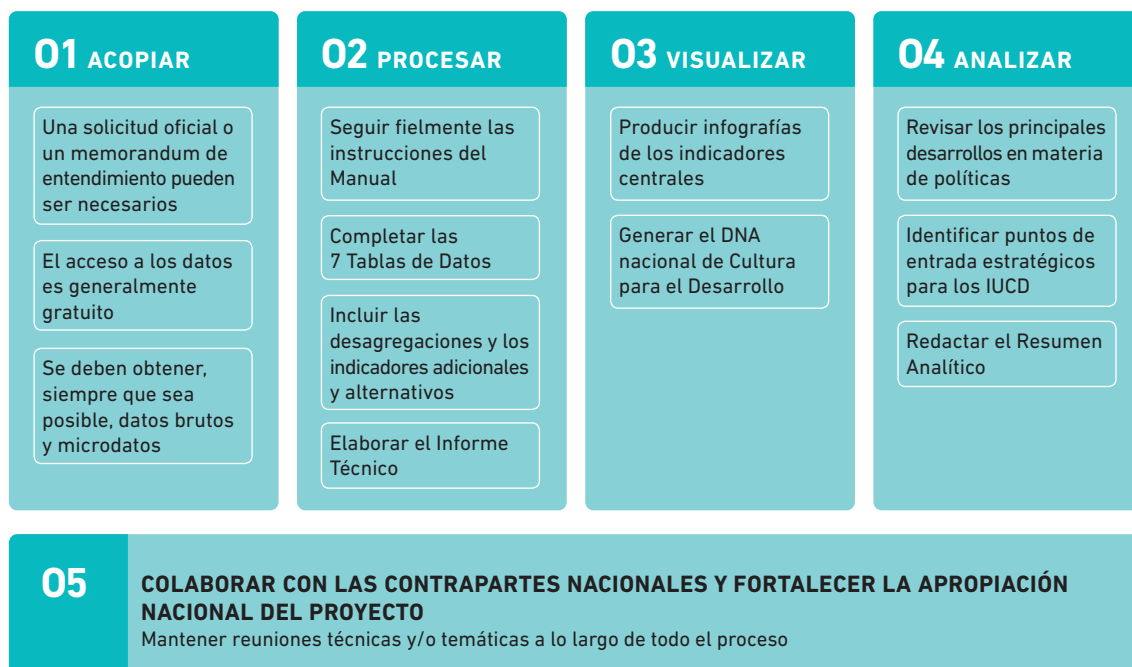 01 ACOPIAR
Una solicitud oficial o
un memorandum de
entendimiento pueden
ser necesarios
El acceso a los datos
es generalmente
gratuito
Se deben obtener,
siempre que sea
posible, datos brutos
y microdatos
02 PROCESAR
Seguir fielmente las
instrucciones del
Manual
Completar las
7 Tablas de Datos
Incluir las
desagregaciones y los
indicadores adicionales
y alternativos
Elaborar el Informe
Técnico
03 VISUALIZAR
Producir infografías
de los indicadores
centrales
Generar el DNA
nacional de Cultura
para el Desarrollo
04 ANALIZAR
Revisar los principales
desarrollos en materia
de políticas
Identificar puntos de
entrada estratégicos
para los IUCD
Redactar el Resumen
Analítico
05
COLABORAR CON LAS CONTRAPARTES NACIONALES Y FORTALECER LA APROPIACIÓN
NACIONAL DEL PROYECTO
Mantener reuniones técnicas y/o temáticas a lo largo de todo el proceso